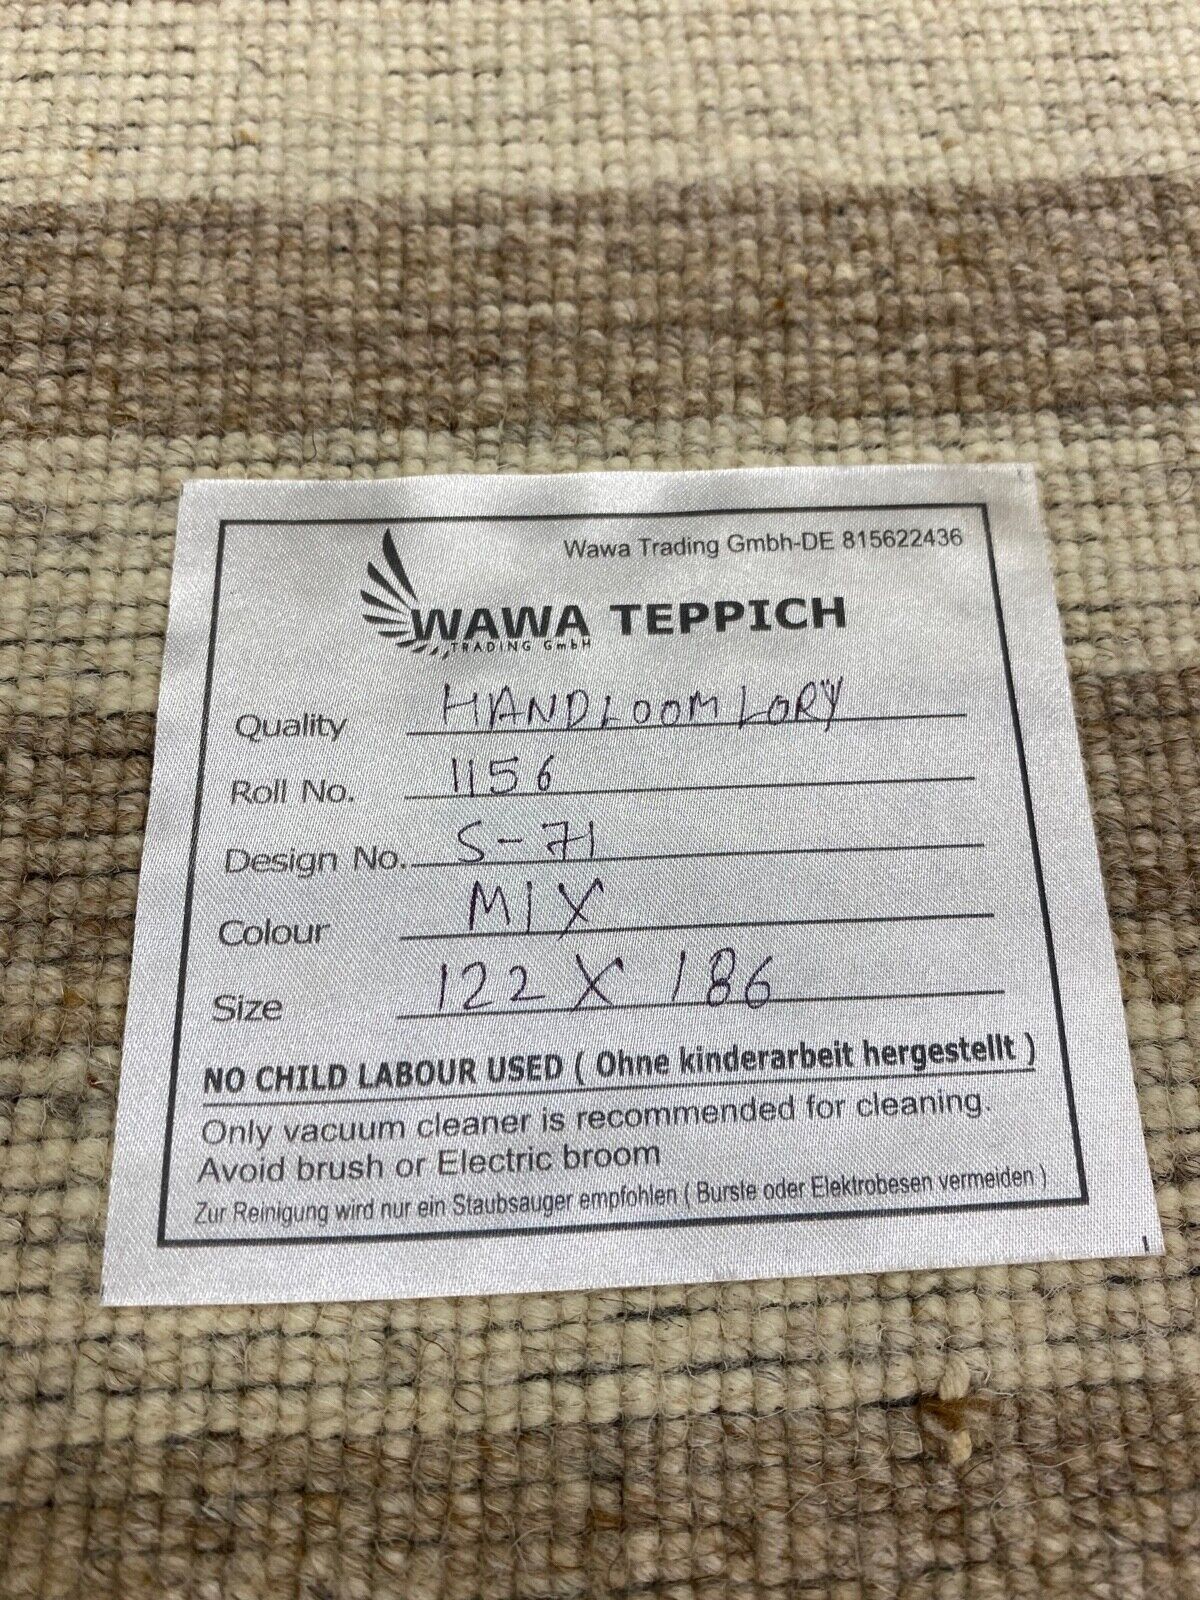 Wawa Trading Gmbh-DE 815622436
WAWA TEPPICH
TRADING GmbH
Quality HANDLOOM LORY
Roll No. 1156
Design No. S-71
Colour MIX
Size 122 X 186
NO CHILD LABOUR USED ( Ohne kinderarbeit hergestellt )
Only vacuum cleaner is recommended for cleaning.
Avoid brush or Electric broom
Zur Reinigung wird nur ein Staubsauger empfohlen ( Burste oder Elektrobesen vermeiden )